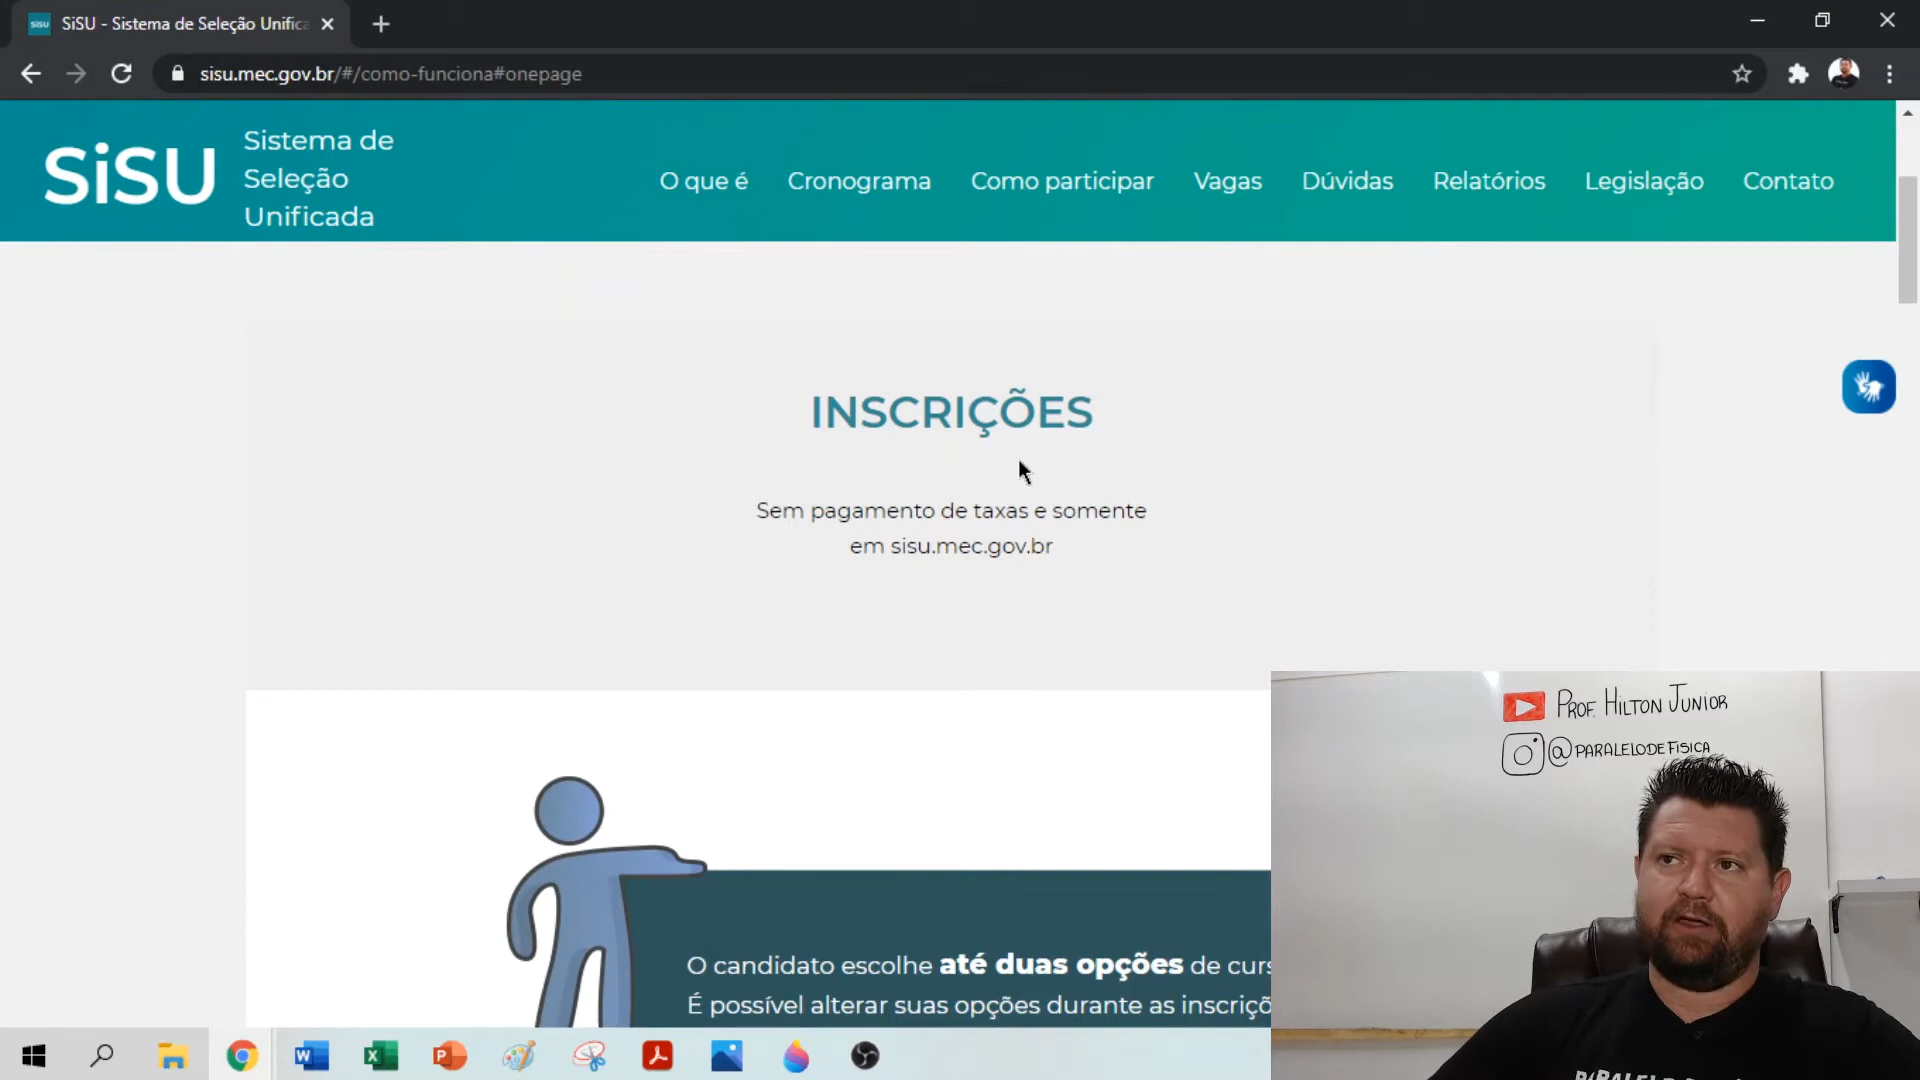 SiSU - Sistema de Seleção Unific
sisu.mec.gov.br/#/como-funciona#onepage
SiSU
Sistema de
Seleção
Unificada
O que é
Cronograma
Como participar
Vagas
Dúvidas
Relatórios
Legislação
Contato
INSCRIÇÕES
Sem pagamento de taxas e somente
em sisu.mec.gov.br
PROF. HILTON JUNIOR
@PARALELODEFISICA
O candidato escolhe até duas opções de curs
É possível alterar suas opções durante as inscriçõ